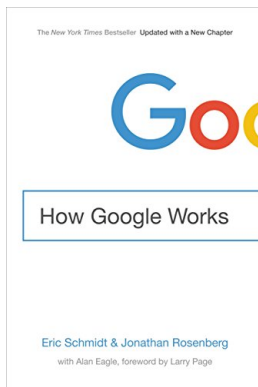 The New York Times Bestseller Updated with a New Chapter
Goo
How Google Works
Eric Schmidt & Jonathan Rosenberg
with Alan Eagle, foreword by Larry Page